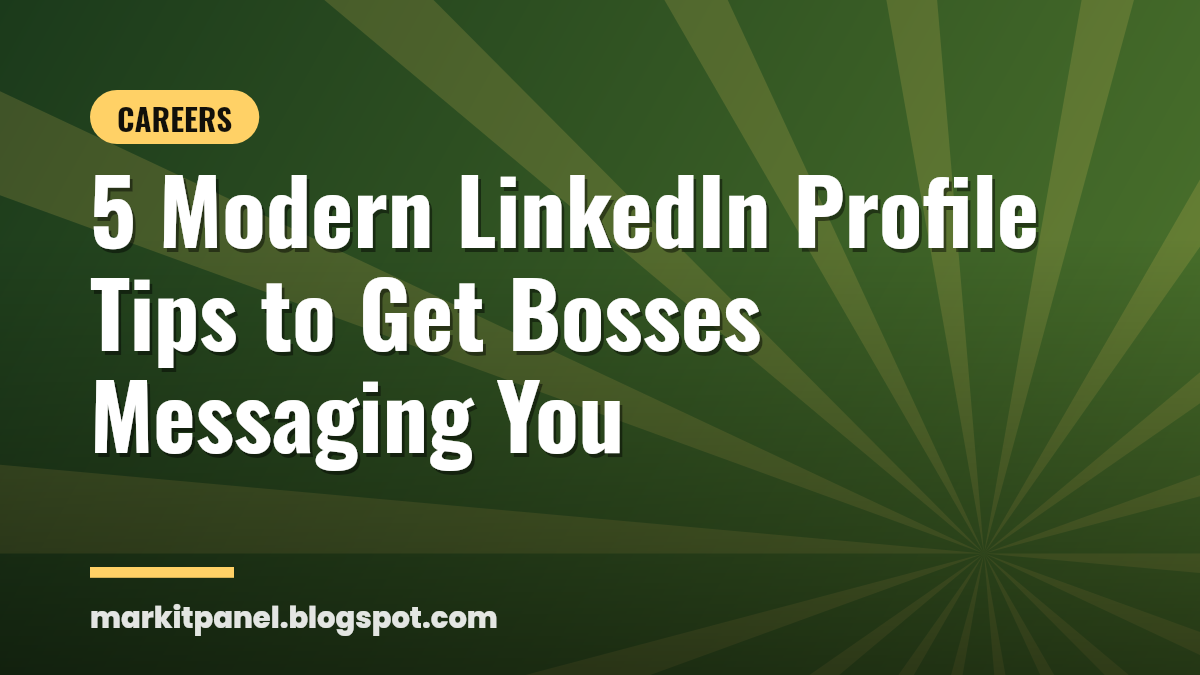 CAREERS
5 Modern LinkedIn Profile
Tips to Get Bosses
Messaging You
markitpanel.blogspot.com